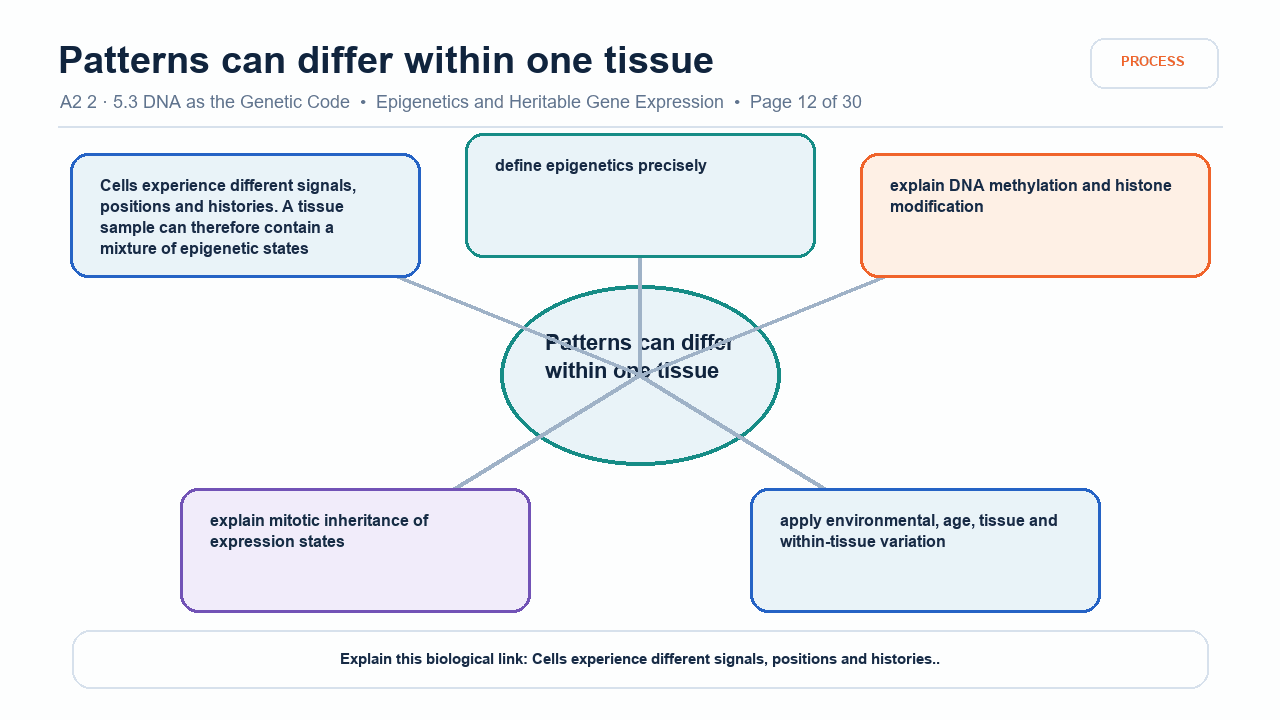 Patterns can differ within one tissue
PROCESS
A2 2 · 5.3 DNA as the Genetic Code • Epigenetics and Heritable Gene Expression • Page 12 of 30
Cells experience different signals,
positions and histories. A tissue
sample can therefore contain a
mixture of epigenetic states
define epigenetics precisely
explain DNA methylation and histone
modification
Patterns can differ
within one tissue
explain mitotic inheritance of
expression states
apply environmental, age, tissue and
within-tissue variation
Explain this biological link: Cells experience different signals, positions and histories..